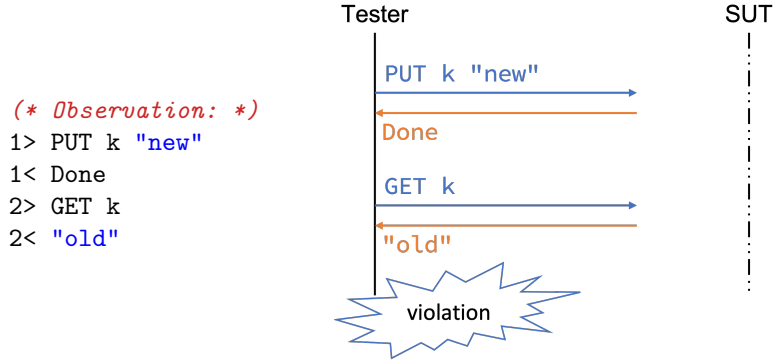 Tester
SUT
(* Observation: *)
1> PUT k "new"
1< Done
2> GET k
2< "old"
PUT k "new"
Done
GET k
"old"
violation